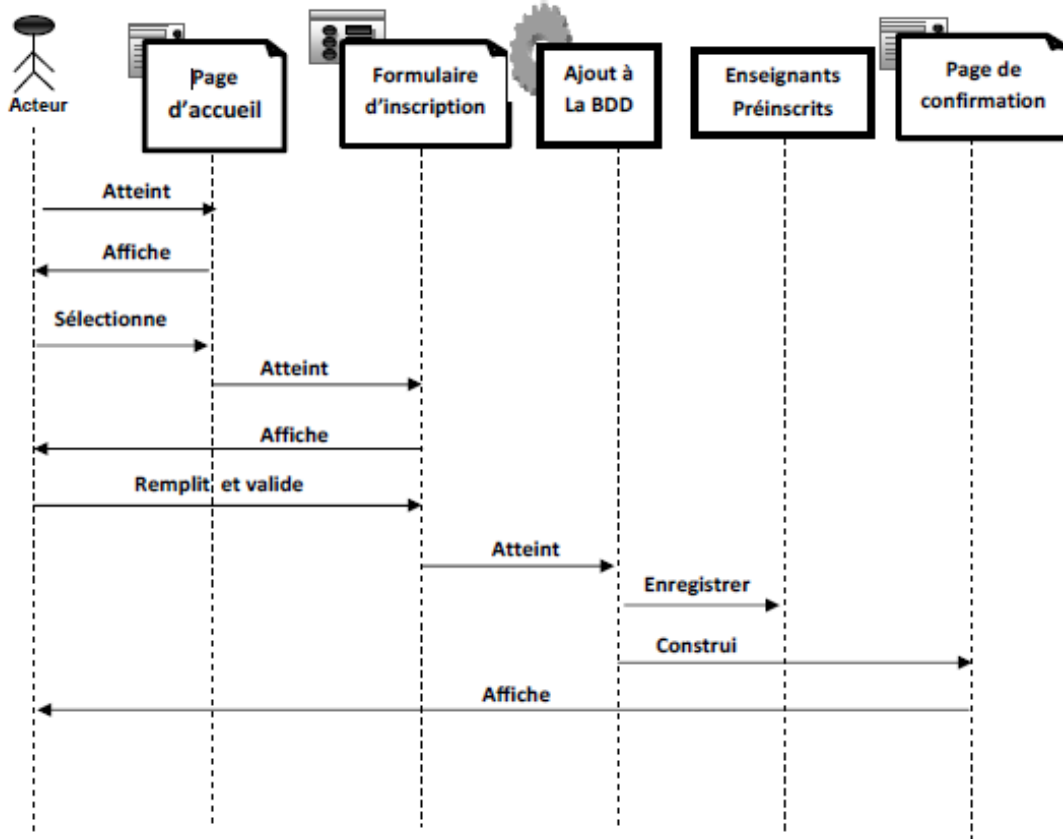 Acteur
Page
d'accueil
Formulaire
d'inscription
Ajout à
La BDD
Enseignants
Préinscrits
Page de
confirmation
Atteint
Affiche
Sélectionne
Atteint
Affiche
Remplit et valide
Atteint
Enregistrer
Construi
Affiche